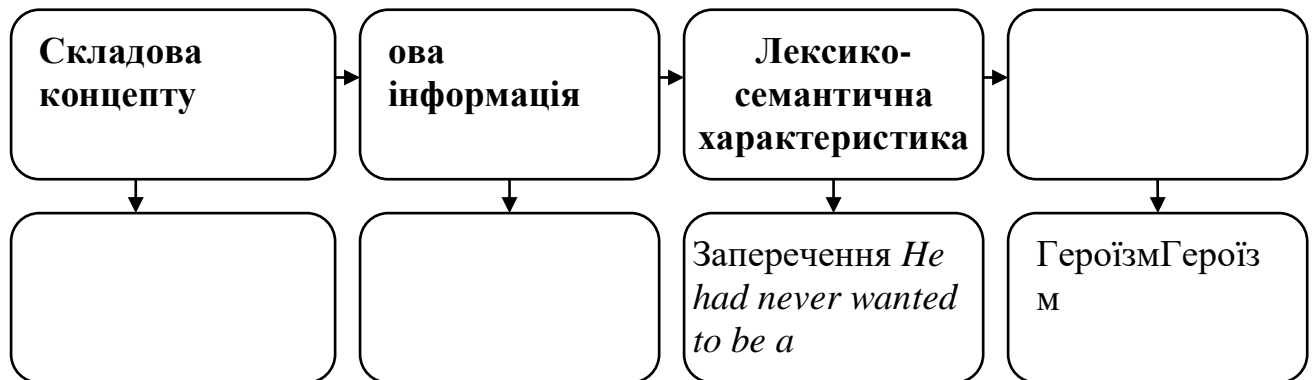 Складова
концепту
ова
інформація
Лексико-
семантична
характеристика
Заперечення He
had never wanted
to be a
ГероїзмГероїз
м